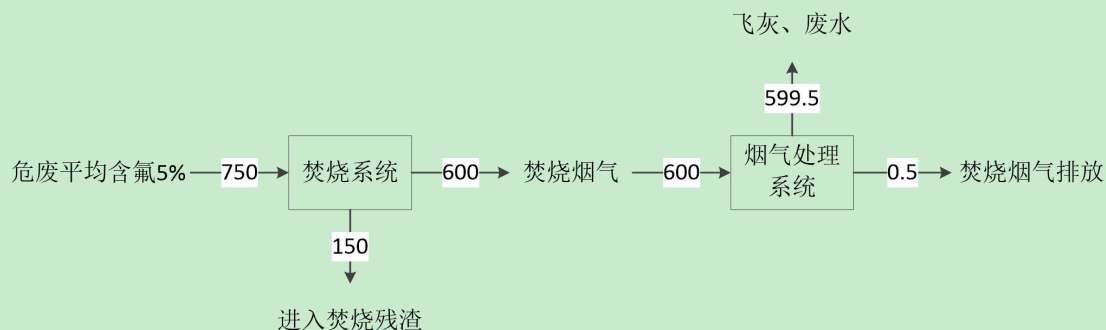 飞灰、废水
599.5
危废平均含氟5%
750
焚烧系统
600
焚烧烟气
600
烟气处理
系统
0.5
焚烧烟气排放
150
进入焚烧残渣